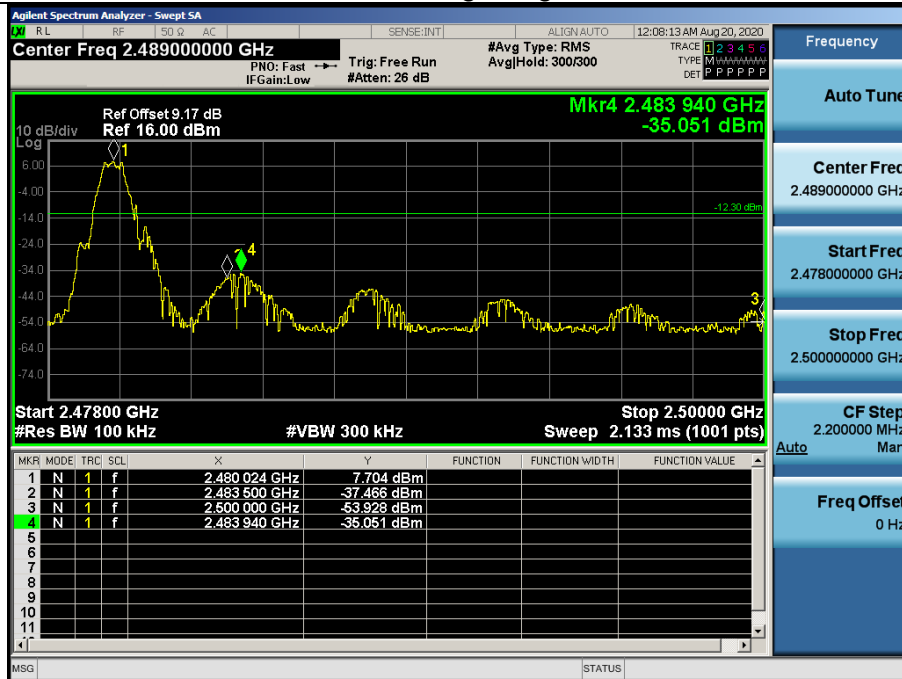 Agilent Spectrum Analyzer - Swept SA
LXI RL RF 50 Ω AC SENSE:INT ALIGN AUTO 12:08:13 AM Aug 20, 2020
Center Freq 2.489000000 GHz #Avg Type: RMS TRACE 1 2 3 4 5 6
PNO: Fast Trig: Free Run Avg|Hold: 300/300 TYPE M W W W W W
IFGain:Low #Atten: 26 dB DET P P P P P P
Mkr4 2.483 940 GHz
-35.051 dBm
Ref Offset 9.17 dB
10 dB/div Ref 16.00 dBm
Log
1
6.00
-4.00
-14.0
-12.30 dBm
-24.0
4
-34.0
-44.0
3
-54.0
-64.0
-74.0
Start 2.47800 GHz Stop 2.50000 GHz
#Res BW 100 kHz #VBW 300 kHz Sweep 2.133 ms (1001 pts)
MKR MODE TRC SCL X Y FUNCTION FUNCTION WIDTH FUNCTION VALUE
1 N 1 f 2.480 024 GHz 7.704 dBm
2 N 1 f 2.483 500 GHz -37.466 dBm
3 N 1 f 2.500 000 GHz -53.928 dBm
4 N 1 f 2.483 940 GHz -35.051 dBm
5
6
7
8
9
10
11
MSG STATUS
Frequency
Auto Tune
Center Freq
2.489000000 GHz
Start Freq
2.478000000 GHz
Stop Freq
2.500000000 GHz
CF Step
2.200000 MHz
Auto Man
Freq Offset
0 Hz